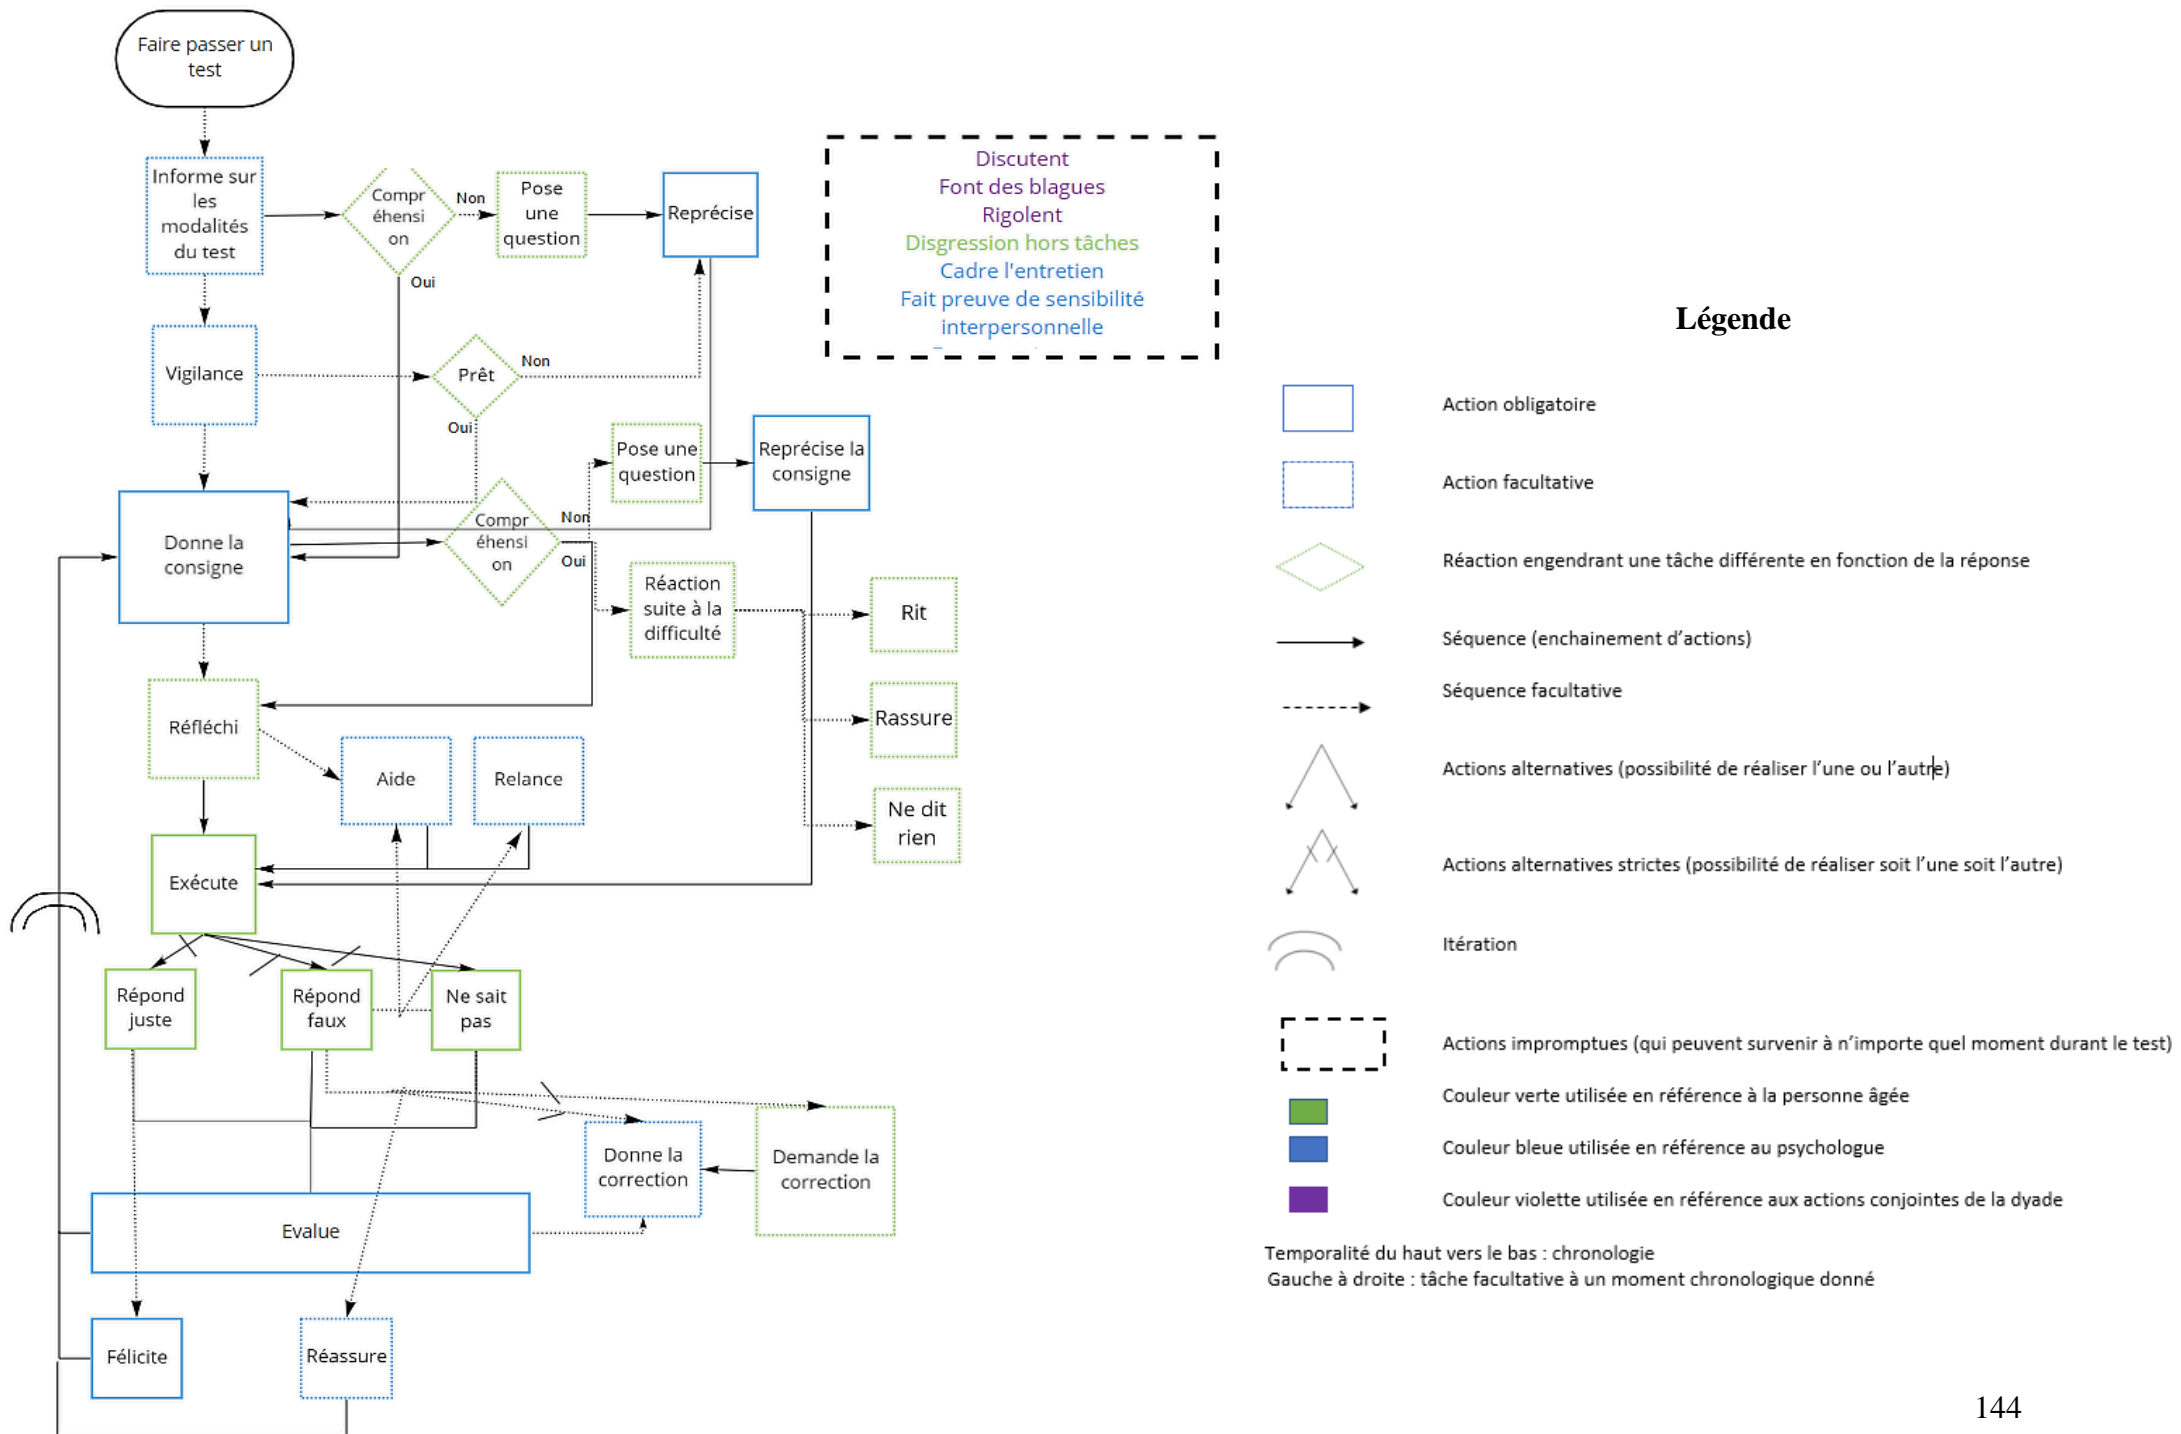 Faire passer un
test
Informe sur
les
modalités
du test
Compr
éhensi
on
Non
Oui
Pose
une
question
Reprécise
Discutent
Font des blagues
Rigolent
Disgression hors tâches
Cadre l'entretien
Fait preuve de sensibilité
interpersonnelle
Vigilance
Prêt
Non
Oui
Pose une
question
Reprécise la
consigne
Donne la
consigne
Compr
éhensi
on
Non
Oui
Réaction
suite à la
difficulté
Rit
Rassure
Ne dit
rien
Réfléchi
Aide
Relance
Exécute
Répond
juste
Répond
faux
Ne sait
pas
Donne la
correction
Demande la
correction
Evalue
Félicite
Réassure
Légende
Action obligatoire
Action facultative
Réaction engendrant une tâche différente en fonction de la réponse
Séquence (enchainement d'actions)
Séquence facultative
Actions alternatives (possibilité de réaliser l'une ou l'autre)
Actions alternatives strictes (possibilité de réaliser soit l'une soit l'autre)
Itération
Actions impromptues (qui peuvent survenir à n'importe quel moment durant le test)
Couleur verte utilisée en référence à la personne âgée
Couleur bleue utilisée en référence au psychologue
Couleur violette utilisée en référence aux actions conjointes de la dyade
Temporalité du haut vers le bas : chronologie
Gauche à droite : tâche facultative à un moment chronologique donné
144